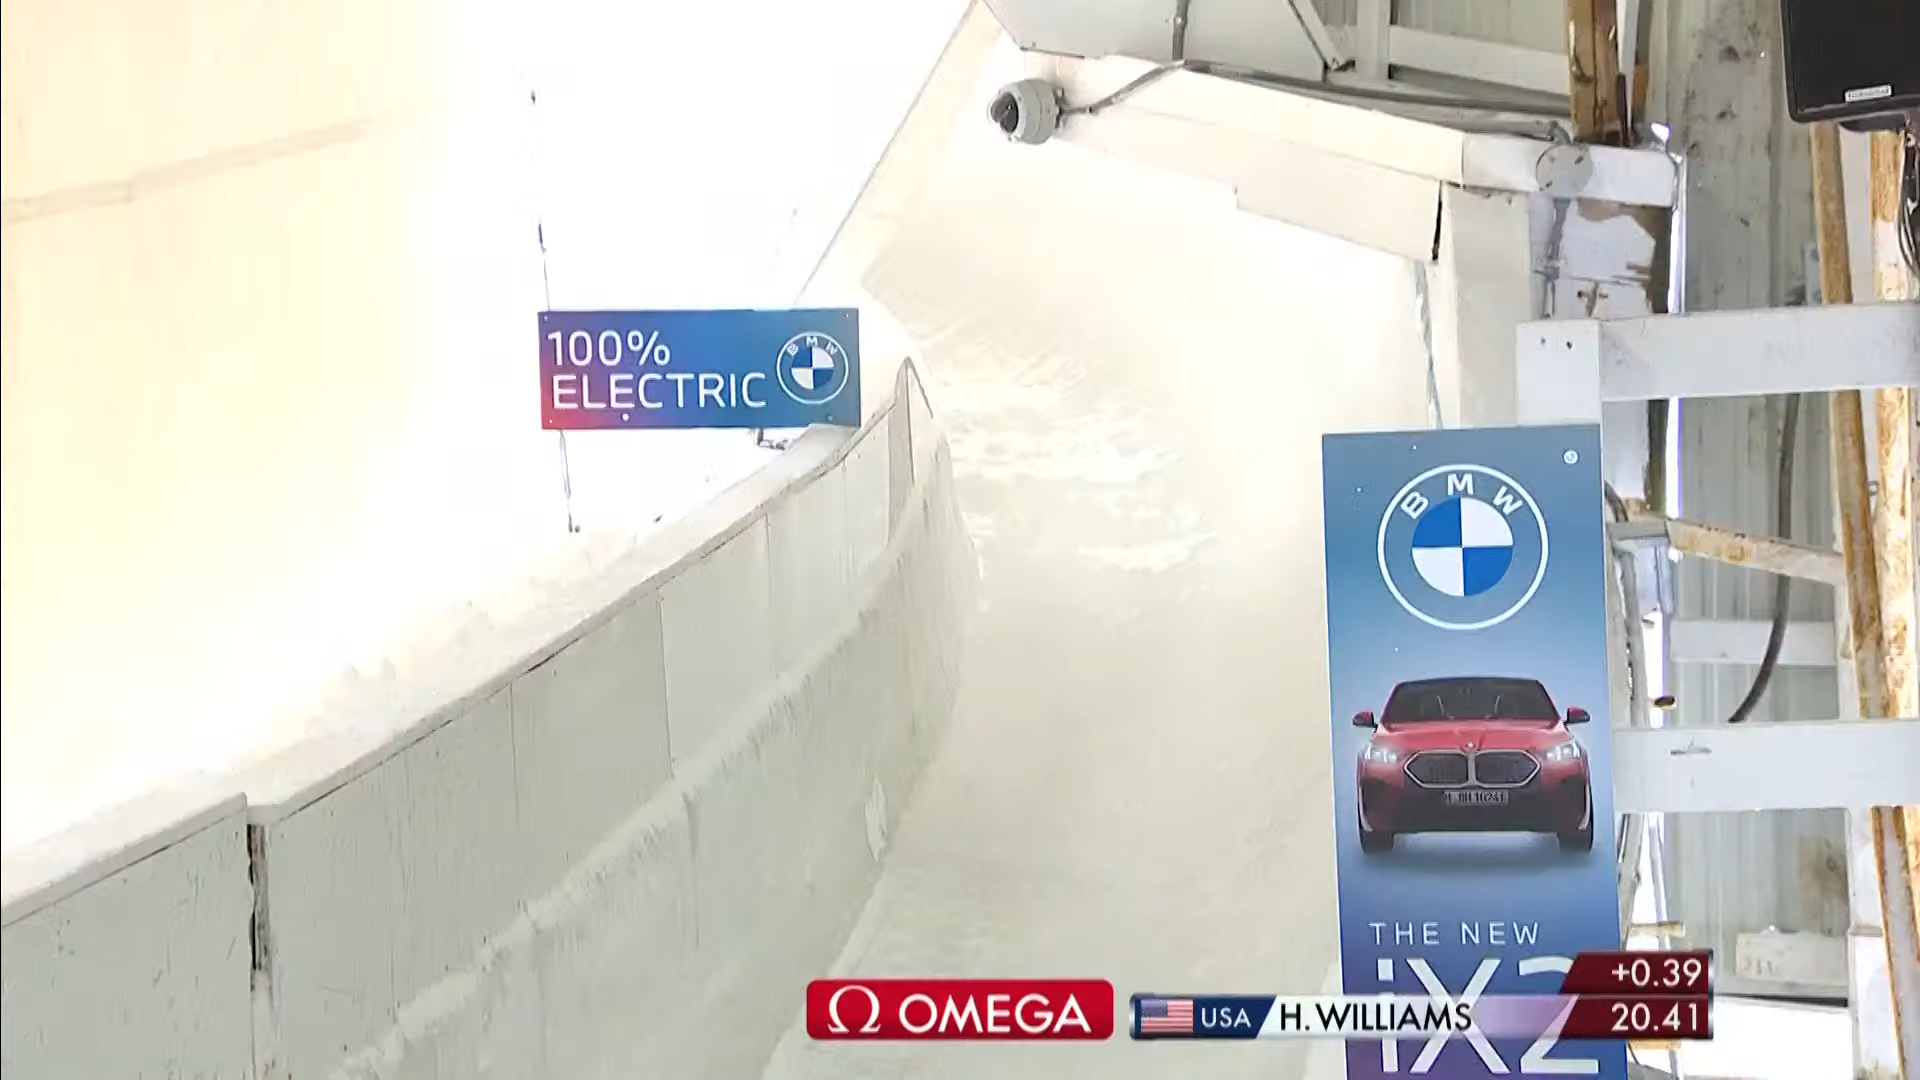 100%
ELECTRIC
BMW
BMW
THE NEW
iX2
+0.39
Ω OMEGA
USA H. WILLIAMS 20.41